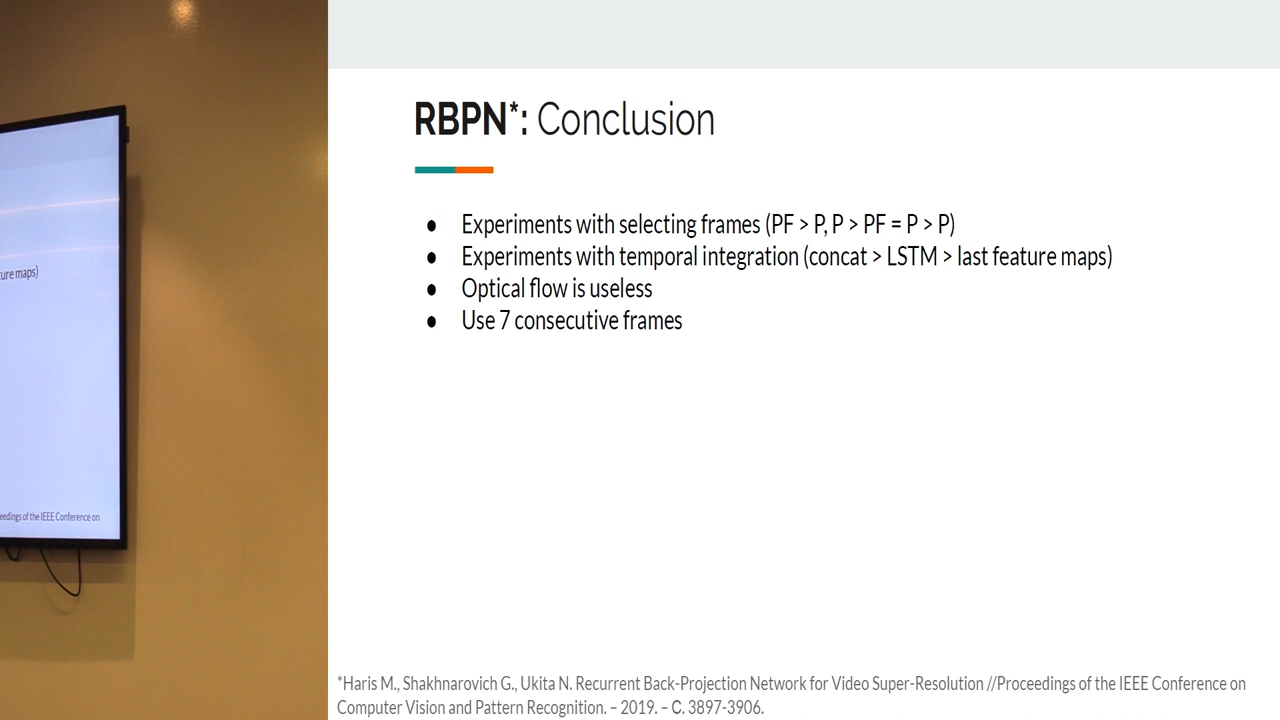 RBPN*: Conclusion
● Experiments with selecting frames (PF > P, P > PF = P > P)
● Experiments with temporal integration (concat > LSTM > last feature maps)
● Optical flow is useless
● Use 7 consecutive frames
ure maps)
eedings of the IEEE Conference on
*Haris M., Shakhnarovich G., Ukita N. Recurrent Back-Projection Network for Video Super-Resolution //Proceedings of the IEEE Conference on
Computer Vision and Pattern Recognition. – 2019. – С. 3897-3906.